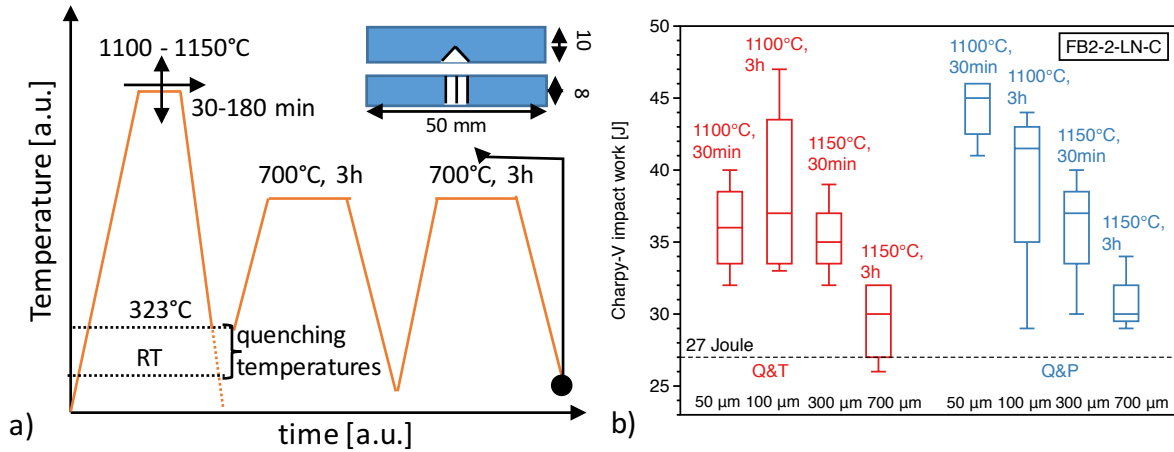 Temperature [a.u.]
1100 - 1150°C
30-180 min
10
8
50 mm
700°C, 3h
700°C, 3h
323°C
RT
quenching
temperatures
a)
time [a.u.]
Charpy-V impact work [J]
50
45
40
35
30
25
FB2-2-LN-C
1100°C,
30min
1100°C,
3h
1150°C,
30min
1150°C,
3h
1100°C,
30min
1100°C,
3h
1150°C,
30min
1150°C,
3h
27 Joule
Q&T
Q&P
50 µm 100 µm 300 µm 700 µm 50 µm 100 µm 300 µm 700 µm
b)